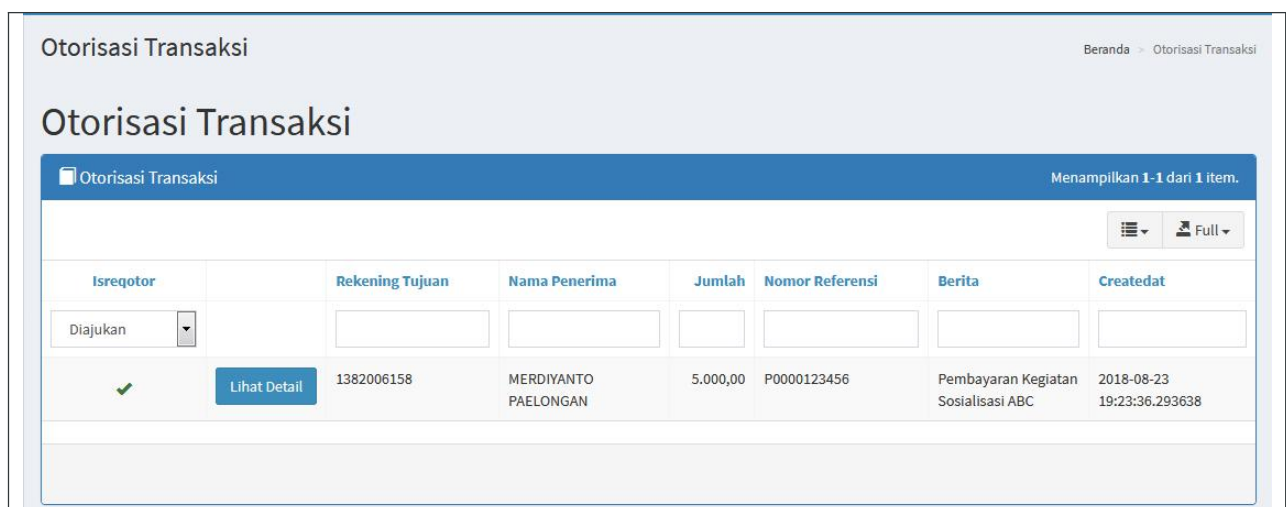 Otorisasi Transaksi
Beranda > Otorisasi Transaksi
Otorisasi Transaksi
Otorisasi Transaksi
Menampilkan 1-1 dari 1 item.
Full
Isreqotor Rekening Tujuan Nama Penerima Jumlah Nomor Referensi Berita Createdat
Diajukan
Lihat Detail 1382006158 MERDIYANTO 5.000,00 P0000123456 Pembayaran Kegiatan 2018-08-23
PAELONGAN Sosialisasi ABC 19:23:36.293638